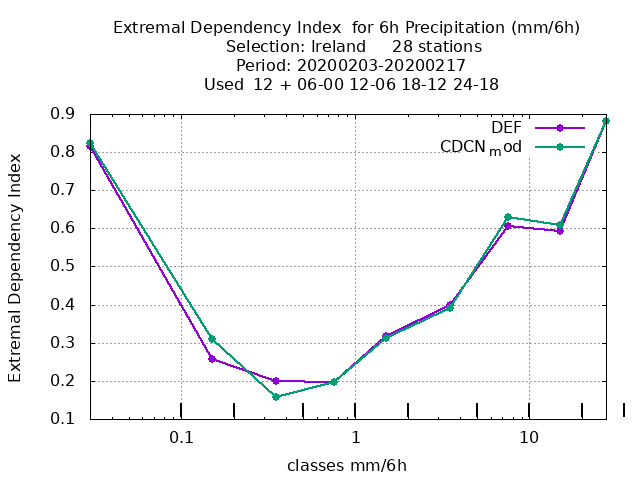 Extremal Dependency Index  for 6h Precipitation (mm/6h)
Selection: Ireland     28 stations
Period: 20200203-20200217
Used  12 + 06-00 12-06 18-12 24-18
Extremal Dependency Index
0.9
0.8
0.7
0.6
0.5
0.4
0.3
0.2
0.1
DEF
CDCNmod
0.1 1 10
classes mm/6h